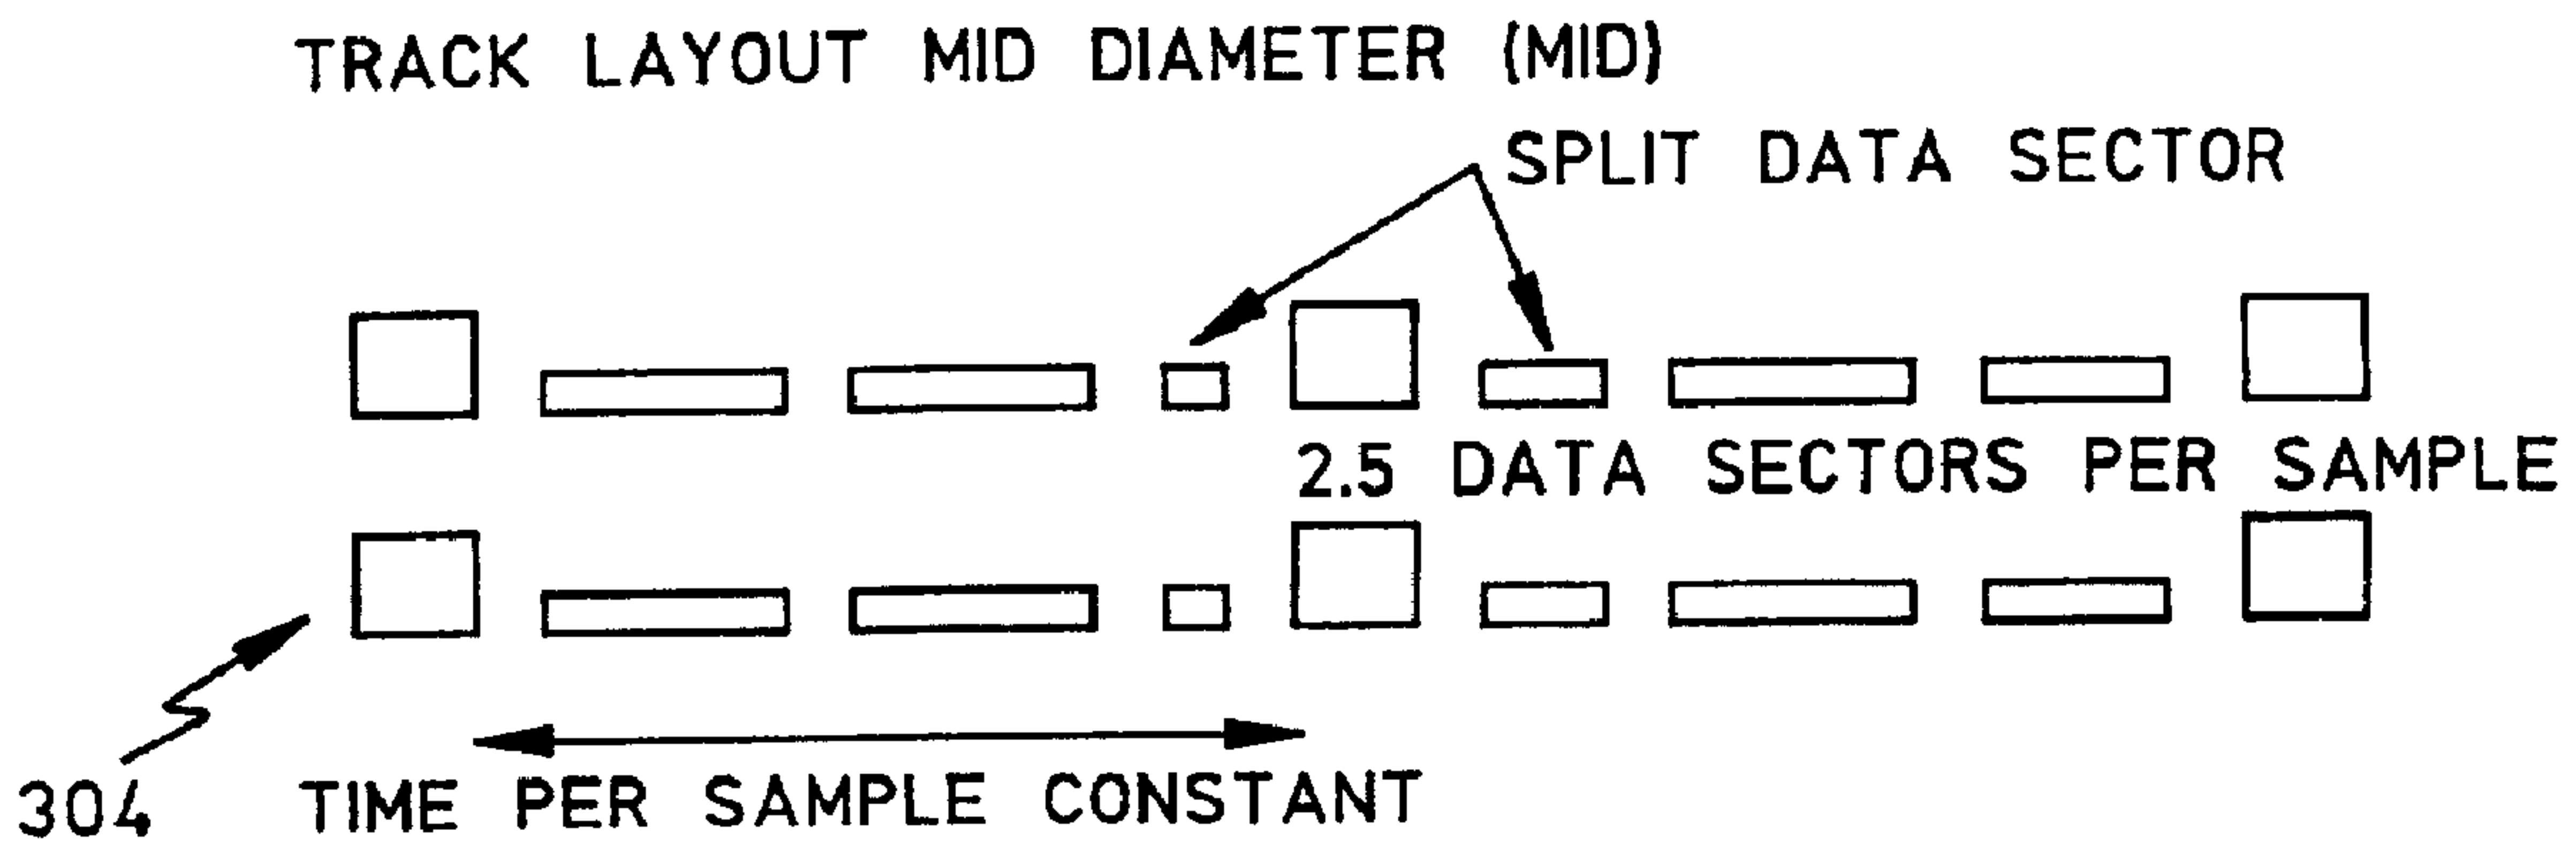 TRACK LAYOUT MID DIAMETER (MID)
SPLIT DATA SECTOR
2.5 DATA SECTORS PER SAMPLE
304
TIME PER SAMPLE CONSTANT